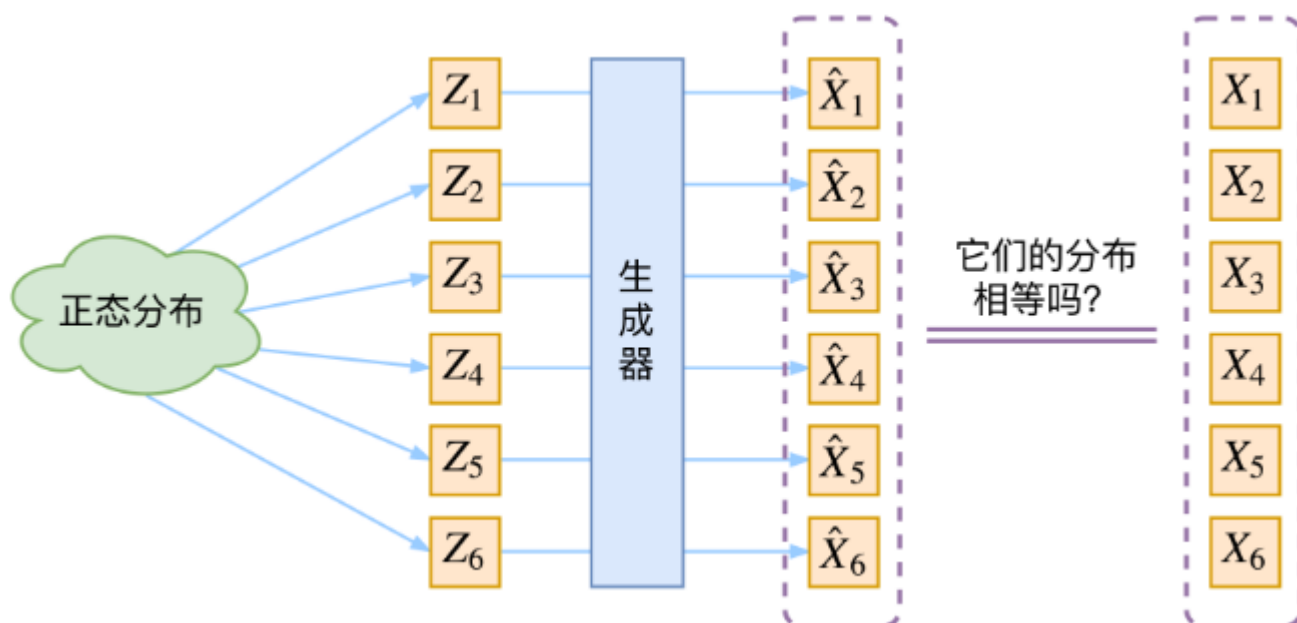 正态分布
Z₁
Z₂
Z₃
Z₄
Z₅
Z₆
生
成
器
X̂₁
X̂₂
X̂₃
X̂₄
X̂₅
X̂₆
它们的分布
相等吗？
X₁
X₂
X₃
X₄
X₅
X₆